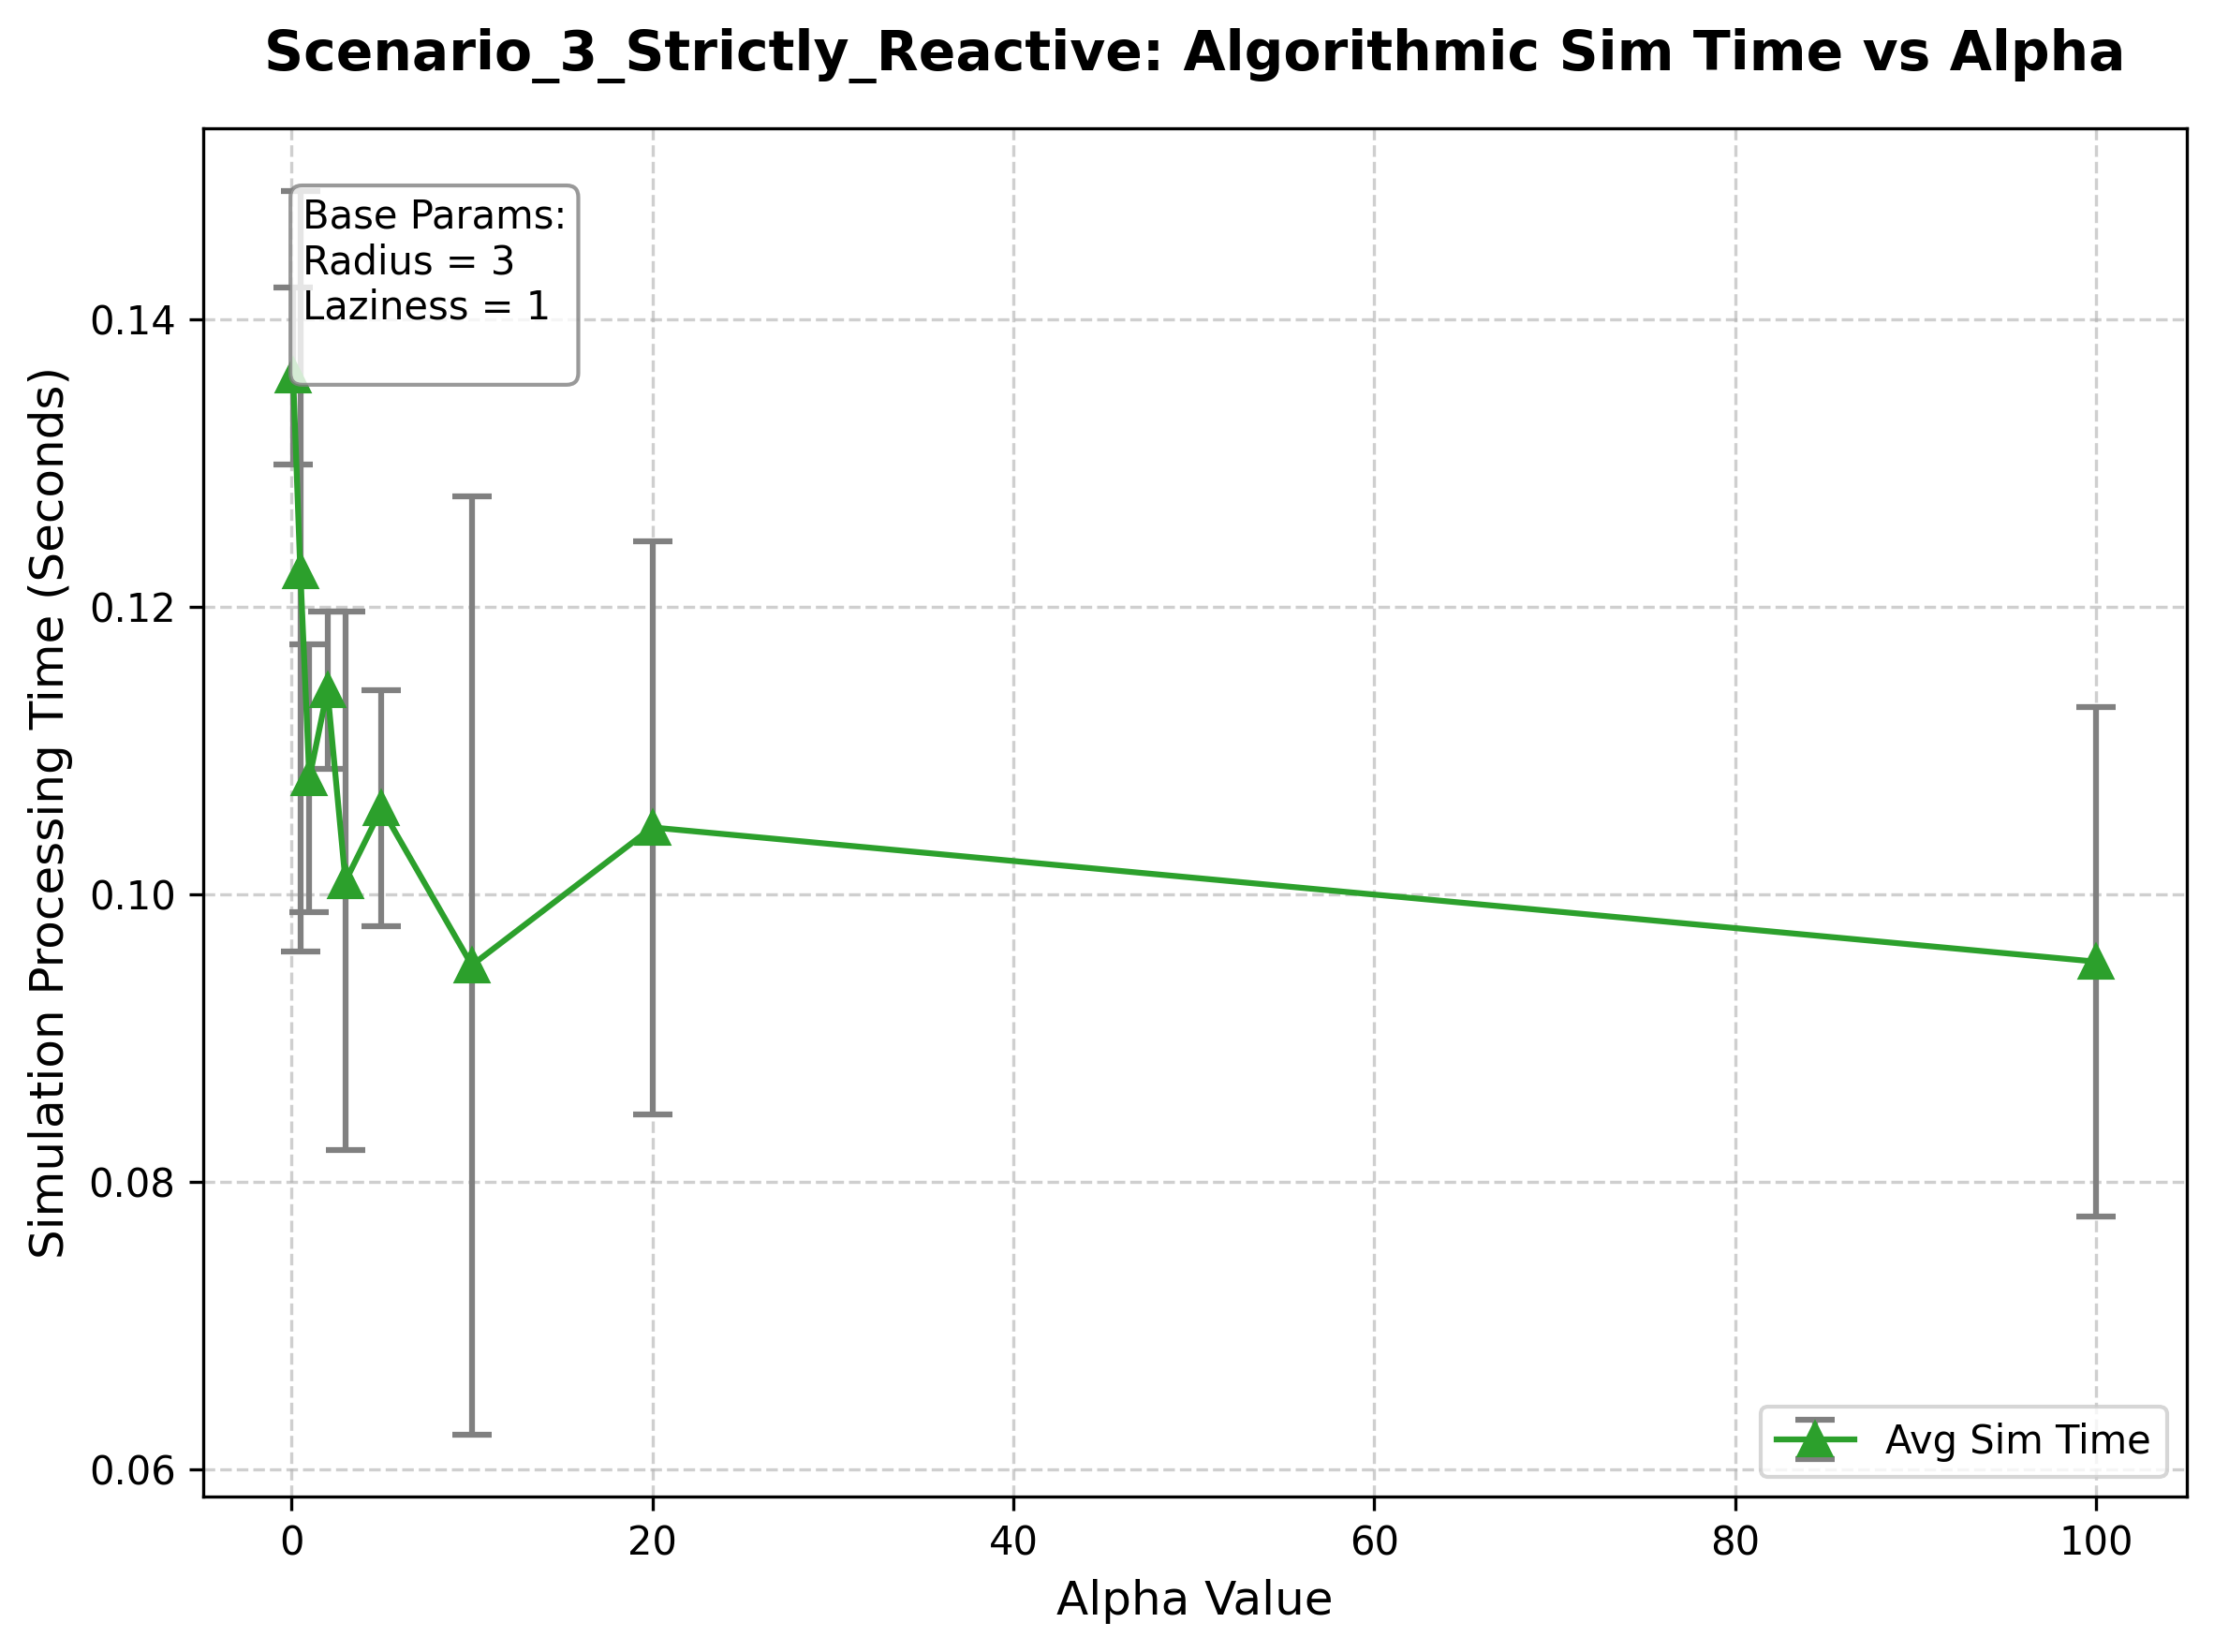 Scenario_3_Strictly_Reactive: Algorithmic Sim Time vs Alpha
Base Params:
Radius = 3
Laziness = 1
Simulation Processing Time (Seconds)
0.14
0.12
0.10
0.08
0.06
0
20
40
60
80
100
Alpha Value
Avg Sim Time